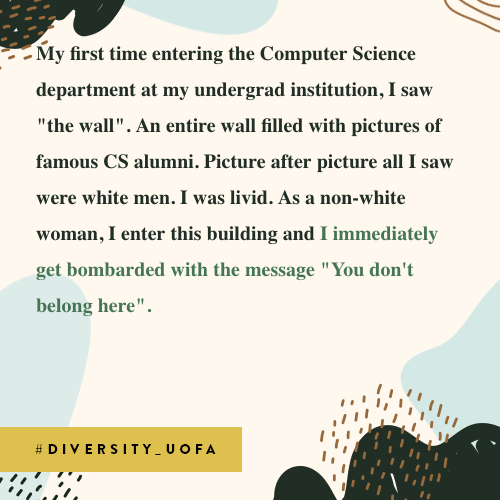 My first time entering the Computer Science
department at my undergrad institution, I saw
"the wall". An entire wall filled with pictures of
famous CS alumni. Picture after picture all I saw
were white men. I was livid. As a non-white
woman, I enter this building and I immediately
get bombarded with the message "You don't
belong here".
#DIVERSITY_UOFA